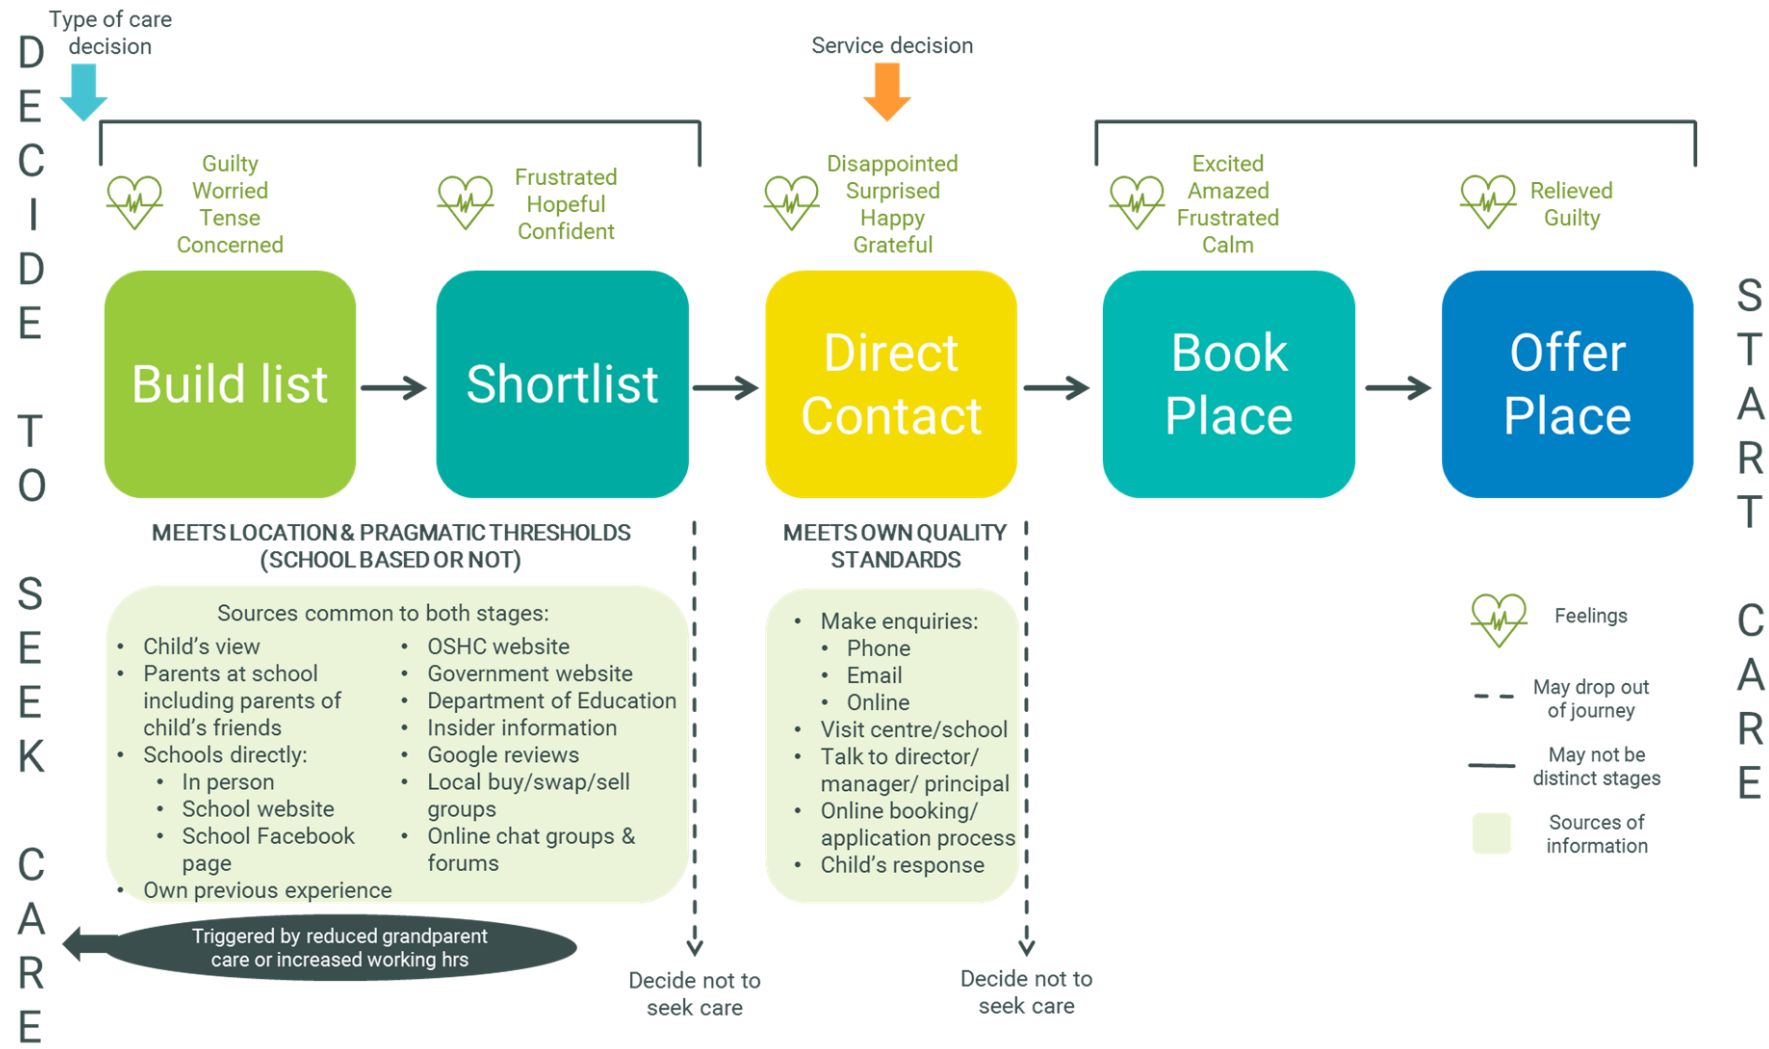 DECIDE TO SEEK CARE
Type of care
decision
Service decision
Guilty
Worried
Tense
Concerned
Frustrated
Hopeful
Confident
Disappointed
Surprised
Happy
Grateful
Excited
Amazed
Frustrated
Calm
Relieved
Guilty
Build list
Shortlist
Direct
Contact
Book
Place
Offer
Place
START CARE
MEETS LOCATION & PRAGMATIC THRESHOLDS
(SCHOOL BASED OR NOT)
Sources common to both stages:
• Child's view
• Parents at school
including parents of
child's friends
• Schools directly:
• In person
• School website
• School Facebook
page
• Own previous experience
• OSHC website
• Government website
• Department of Education
• Insider information
• Google reviews
• Local buy/swap/sell
groups
• Online chat groups &
forums
Triggered by reduced grandparent
care or increased working hrs
Decide not to
seek care
MEETS OWN QUALITY
STANDARDS
• Make enquiries:
• Phone
• Email
• Online
• Visit centre/school
• Talk to director/
manager/ principal
• Online booking/
application process
• Child's response
Decide not to
seek care
Feelings
May drop out
of journey
May not be
distinct stages
Sources of
information